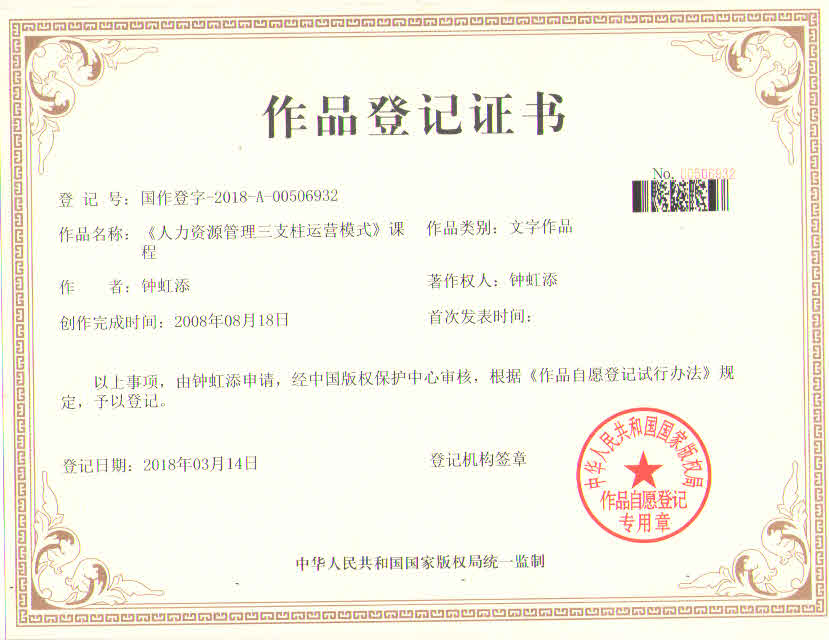 作品登记证书
No. 00506932
登 记 号：国作登字-2018-A-00506932
作品名称：《人力资源管理三支柱运营模式》课程
作品类别：文字作品
作 者：钟虹添
著作权人：钟虹添
创作完成时间：2008年08月18日
首次发表时间：
以上事项，由钟虹添申请，经中国版权保护中心审核，根据《作品自愿登记试行办法》规
定，予以登记。
登记日期：2018年03月14日
登记机构签章
中华人民共和国国家版权局
作品自愿登记
专用章
中华人民共和国国家版权局统一监制